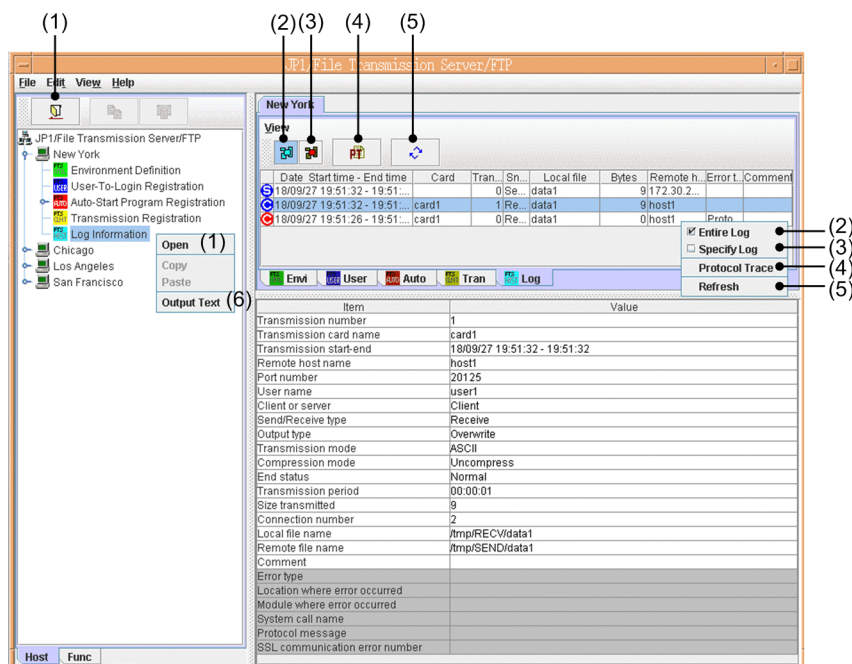 (1) (2)(3) (4) (5)
JP1/File Transmission Server/FTP
File Edit View Help
New York
View
JP1/File Transmission Server/FTP
New York
FTS Environment Definition
USER User-To-Login Registration
AUTO Auto-Start Program Registration
Transmission Registration
Log Information
Chicago
Los Angeles
San Francisco
Open (1)
Copy
Paste
Output Text (6)
Date Start time - End time Card Tran... Sn... Local file Bytes Remote h... Error t... Comment
S 18/09/27 19:51:32 - 19:51:... 0 Se... data1 9 172.30.2...
C 18/09/27 19:51:32 - 19:51:... card1 1 Re... data1 9 host1
C 18/09/27 19:51:26 - 19:51:... card1 0 Re... data1 0 host1 Proto...
Entire Log (2)
Specify Log (3)
Protocol Trace (4)
Refresh (5)
Envi User Auto Tran Log
Item Value
Transmission number 1
Transmission card name card1
Transmission start-end 18/09/27 19:51:32 - 19:51:32
Remote host name host1
Port number 20125
User name user1
Client or server Client
Send/Receive type Receive
Output type Overwrite
Transmission mode ASCII
Compression mode Uncompress
End status Normal
Transmission period 00:00:01
Size transmitted 9
Connection number 2
Local file name /tmp/RECV/data1
Remote file name /tmp/SEND/data1
Comment
Error type
Location where error occurred
Module where error occurred
System call name
Protocol message
SSL communication error number
Host Func